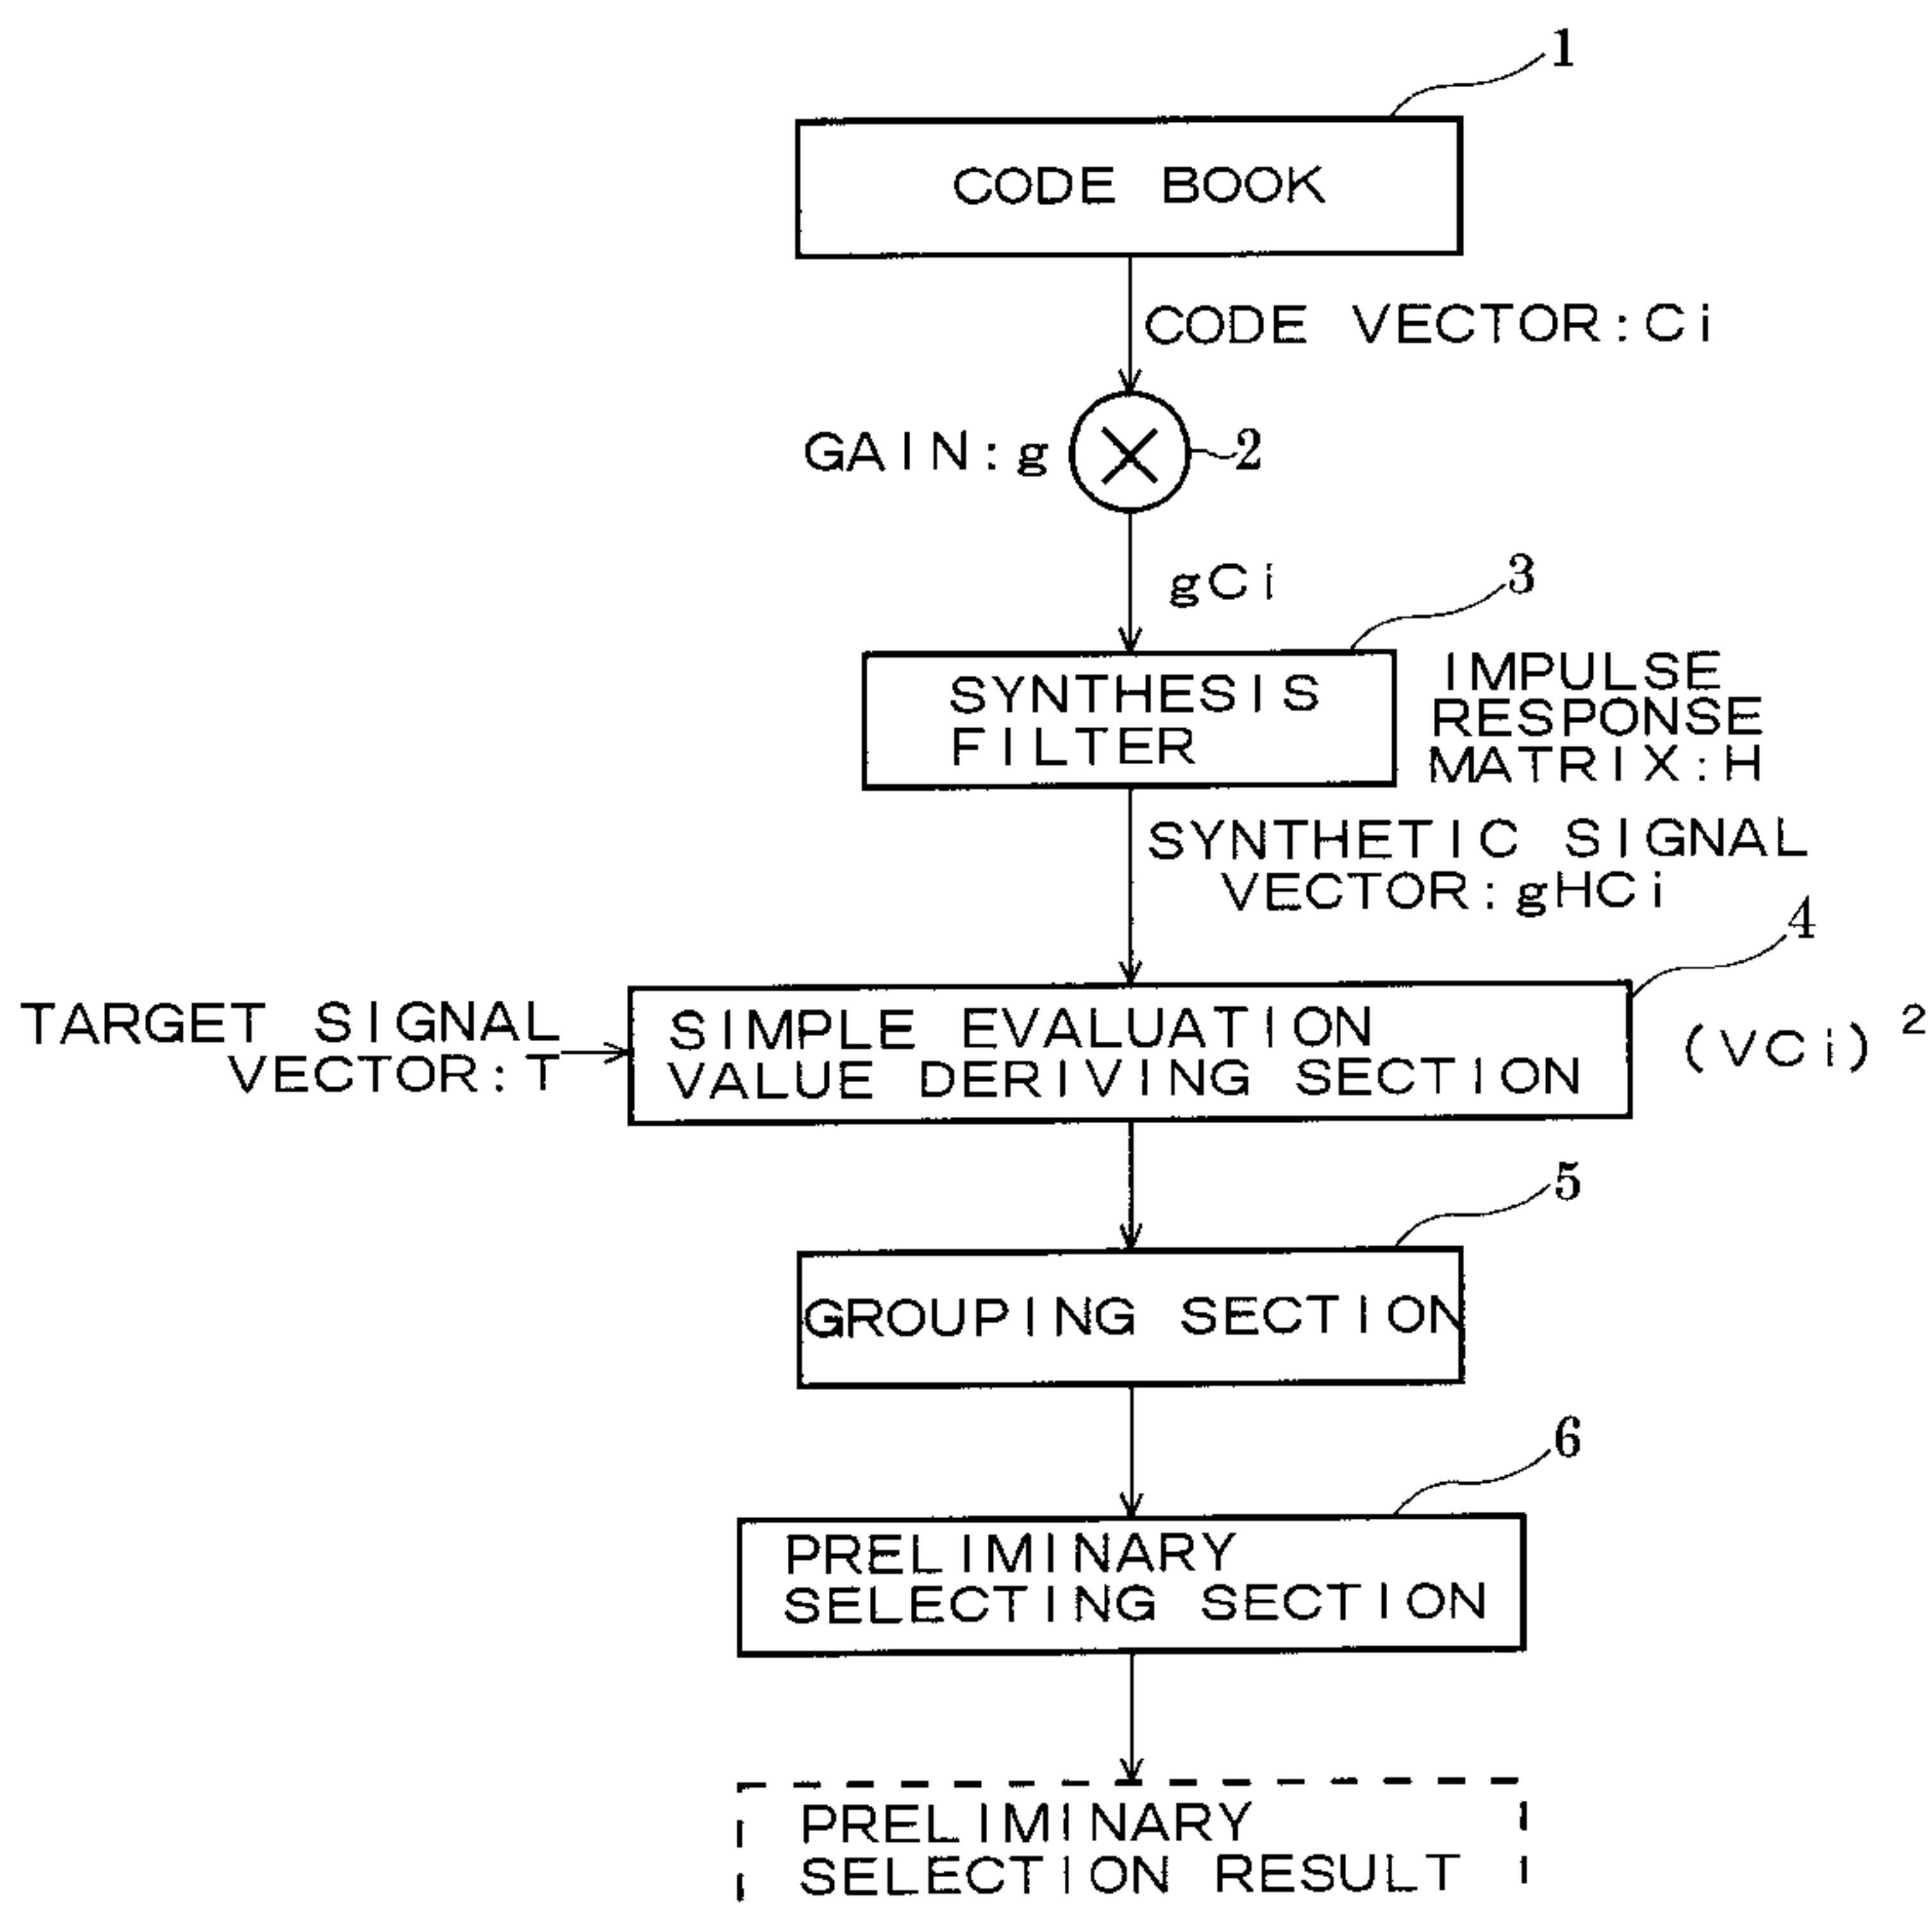 1
CODE BOOK
CODE VECTOR:Ci
GAIN:g
2
gCi
3
SYNTHESIS
FILTER
IMPULSE
RESPONSE
MATRIX:H
SYNTHETIC SIGNAL
VECTOR:gHCi
4
TARGET SIGNAL
VECTOR:T
SIMPLE EVALUATION
VALUE DERIVING SECTION
(VCi)²
5
GROUPING SECTION
6
PRELIMINARY
SELECTING SECTION
PRELIMINARY
SELECTION RESULT